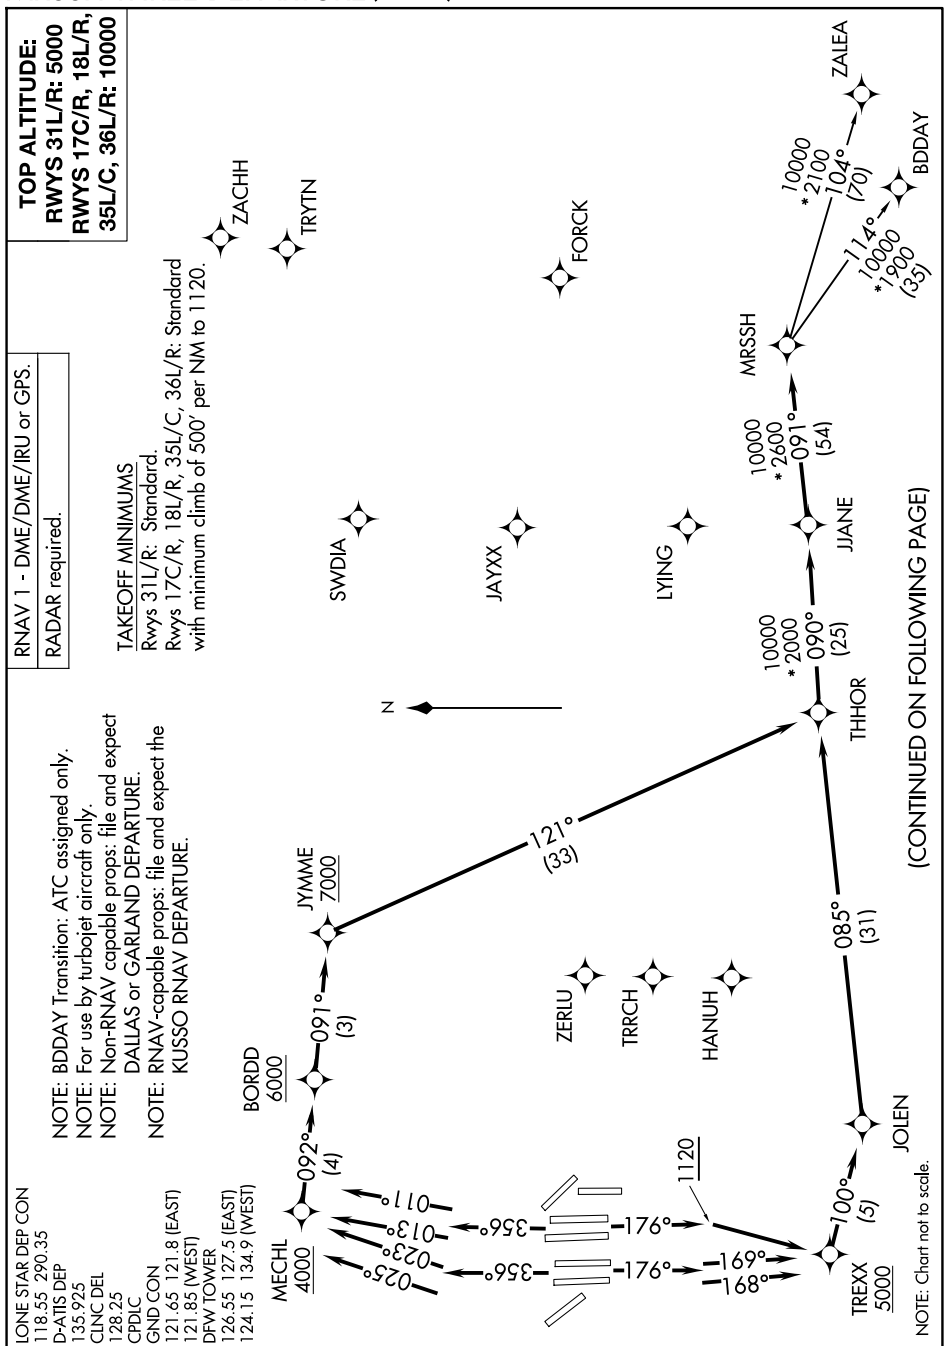 TOP ALTITUDE:
RWYS 31L/R: 5000
RWYS 17C/R, 18L/R,
35L/C, 36L/R: 10000
RNAV 1 - DME/DME/IRU or GPS.
RADAR required.
TAKEOFF MINIMUMS
Rwys 31L/R: Standard.
Rwys 17C/R, 18L/R, 35L/C, 36L/R: Standard
with minimum climb of 500' per NM to 1120.
NOTE: BDDAY Transition: ATC assigned only.
NOTE: For use by turbojet aircraft only.
NOTE: Non-RNAV capable props: file and expect
DALLAS or GARLAND DEPARTURE.
NOTE: RNAV-capable props: file and expect the
KUSSO RNAV DEPARTURE.
LONE STAR DEP CON
118.55 290.35
D-ATIS DEP
135.925
CLNC DEL
128.25
CPDLC
GND CON
121.65 121.8 (EAST)
121.85 (WEST)
DFW TOWER
126.55 127.5 (EAST)
124.15 134.9 (WEST)
ZACHH
TRYTN
FORCK
ZALEA
BDDAY
10000
*2100
104°
(70)
114°
10000
*1900
(35)
MRSSH
10000
*2600
091°
(54)
SWDIA
JAYXX
LYING
JJANE
10000
*2000
090°
(25)
N
THHOR
JYMME
7000
121°
(33)
085°
(31)
091°
(3)
BORDD
6000
ZERLU
TRRCH
HANUH
092°
(4)
MECHL
4000
011°
013°
023°
025°
356°
356°
176°
176°
1120
169°
168°
TREXX
5000
100°
(5)
JOLEN
NOTE: Chart not to scale.
(CONTINUED ON FOLLOWING PAGE)